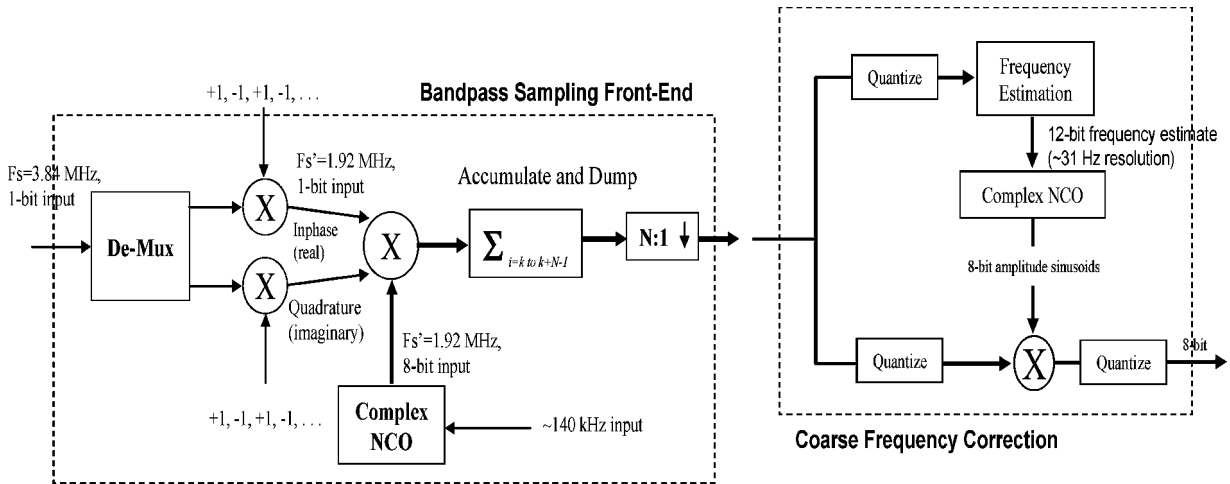 +1, -1, +1, -1, . . .
Bandpass Sampling Front-End
Fs=3.84 MHz,
1-bit input
De-Mux
X
X
Fs'=1.92 MHz,
1-bit input
Inphase
(real)
Quadrature
(imaginary)
X
Accumulate and Dump
Σ i=k to k+N-1
N:1 ↓
Fs'=1.92 MHz,
8-bit input
+1, -1, +1, -1, . . .
Complex
NCO
~140 kHz input
Quantize
Frequency
Estimation
12-bit frequency estimate
(~31 Hz resolution)
Complex NCO
8-bit amplitude sinusoids
Quantize
X
Quantize
8-bit
Coarse Frequency Correction